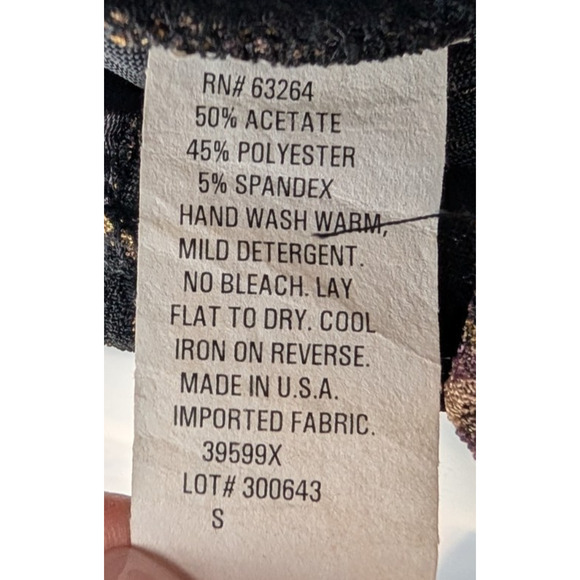 RN# 63264
50% ACETATE
45% POLYESTER
5% SPANDEX
HAND WASH WARM,
MILD DETERGENT.
NO BLEACH. LAY
FLAT TO DRY. COOL
IRON ON REVERSE.
MADE IN U.S.A.
IMPORTED FABRIC.
39599X
LOT# 300643
S